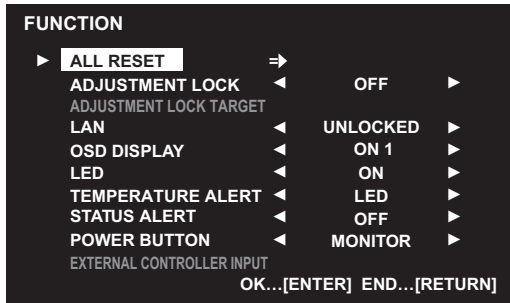 FUNCTION
ALL RESET
ADJUSTMENT LOCK OFF
ADJUSTMENT LOCK TARGET
LAN UNLOCKED
OSD DISPLAY ON 1
LED ON
TEMPERATURE ALERT LED
STATUS ALERT OFF
POWER BUTTON MONITOR
EXTERNAL CONTROLLER INPUT
OK...[ENTER] END...[RETURN]